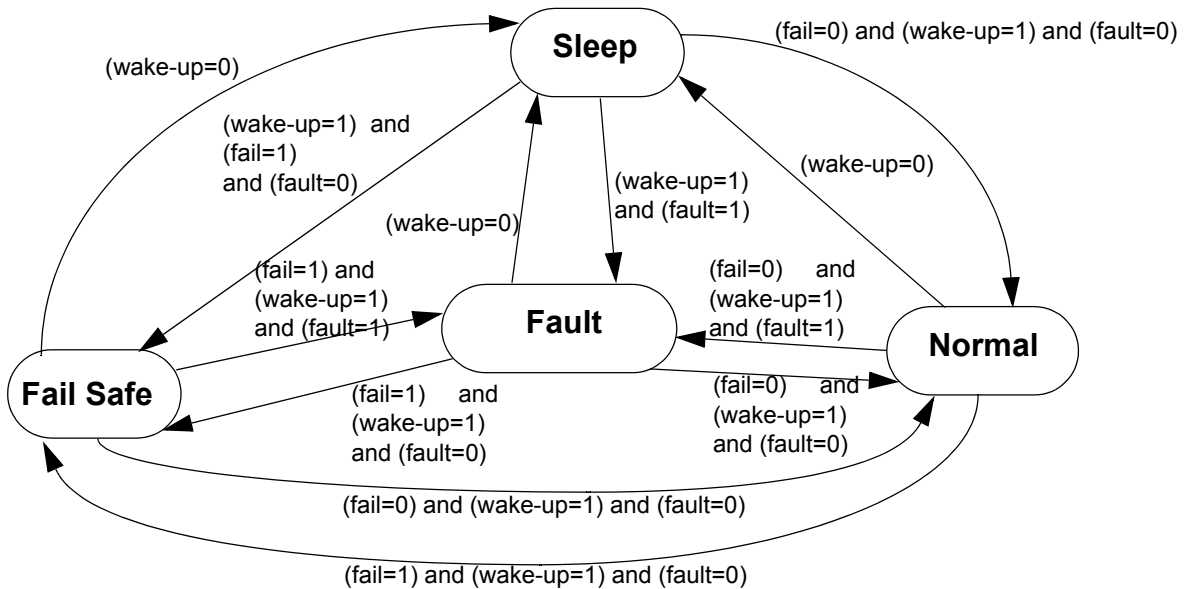 Sleep
(fail=0) and (wake-up=1) and (fault=0)
(wake-up=0)
(wake-up=1) and
(fail=1)
and (fault=0)
(wake-up=0)
(wake-up=1)
and (fault=1)
(wake-up=0)
(fail=1) and
(wake-up=1)
and (fault=1)
Fault
(fail=0) and
(wake-up=1)
and (fault=1)
Normal
Fail Safe
(fail=1) and
(wake-up=1)
and (fault=0)
(fail=0) and
(wake-up=1)
and (fault=0)
(fail=0) and (wake-up=1) and (fault=0)
(fail=1) and (wake-up=1) and (fault=0)